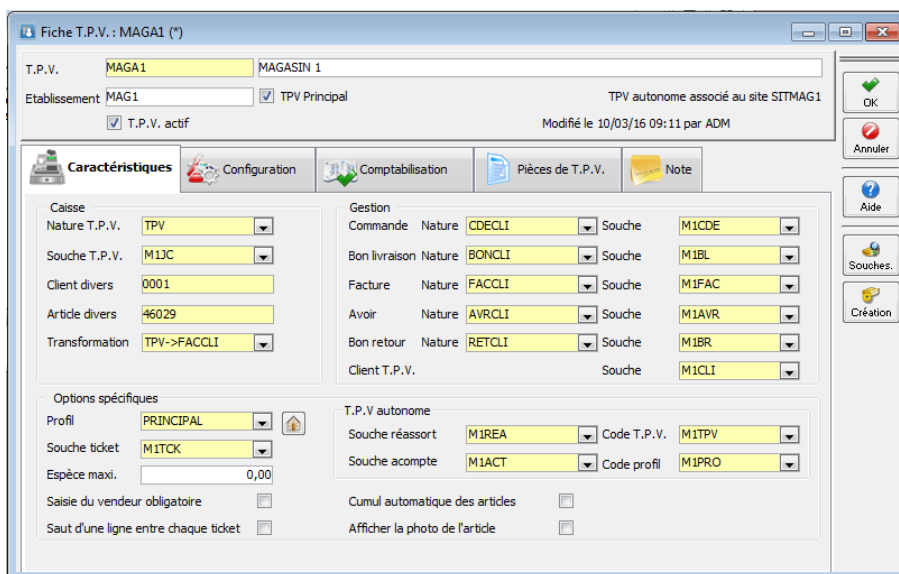 Fiche T.P.V. : MAGA1 (*)
T.P.V. MAGA1 MAGASIN 1
Etablissement MAG1 TPV Principal TPV autonome associé au site SITMAG1
T.P.V. actif Modifié le 10/03/16 09:11 par ADM
OK
Annuler
Aide
Souches.
Création
Caractéristiques Configuration Comptabilisation Pièces de T.P.V. Note
Caisse
Nature T.P.V. TPV
Souche T.P.V. M1JC
Client divers 0001
Article divers 46029
Transformation TPV->FACCLI
Gestion
Commande Nature CDECLI Souche M1CDE
Bon livraison Nature BONCLI Souche M1BL
Facture Nature FACCLI Souche M1FAC
Avoir Nature AVRCLI Souche M1AVR
Bon retour Nature RETCLI Souche M1BR
Client T.P.V. Souche M1CLI
Options spécifiques
Profil PRINCIPAL
Souche ticket M1TCK
Espèce maxi. 0,00
Saisie du vendeur obligatoire
Saut d'une ligne entre chaque ticket
T.P.V autonome
Souche réassort M1REA Code T.P.V. M1TPV
Souche acompte M1ACT Code profil M1PRO
Cumul automatique des articles
Afficher la photo de l'article